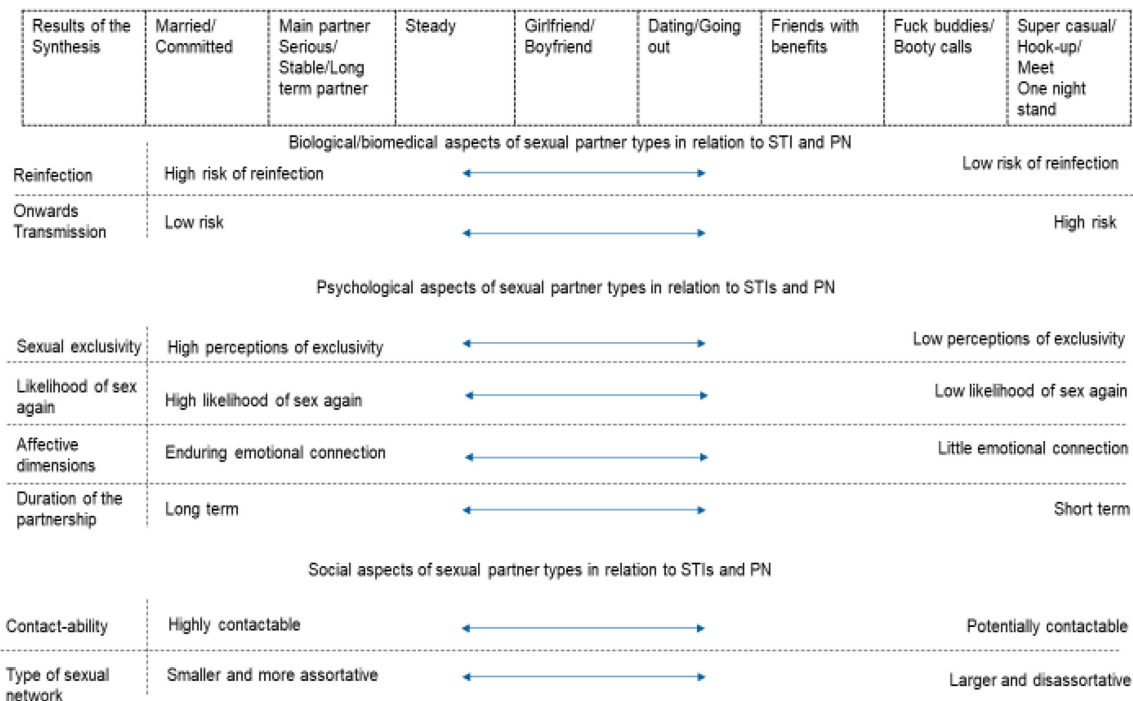 Results of the
Synthesis
Married/
Committed
Main partner
Serious/
Stable/Long
term partner
Steady
Girlfriend/
Boyfriend
Dating/Going
out
Friends with
benefits
Fuck buddies/
Booty calls
Super casual/
Hook-up/
Meet
One night
stand
Biological/biomedical aspects of sexual partner types in relation to STI and PN
Reinfection
High risk of reinfection
Low risk of reinfection
Onwards
Transmission
Low risk
High risk
Psychological aspects of sexual partner types in relation to STIs and PN
Sexual exclusivity
High perceptions of exclusivity
Low perceptions of exclusivity
Likelihood of sex
again
High likelihood of sex again
Low likelihood of sex again
Affective
dimensions
Enduring emotional connection
Little emotional connection
Duration of the
partnership
Long term
Short term
Social aspects of sexual partner types in relation to STIs and PN
Contact-ability
Highly contactable
Potentially contactable
Type of sexual
network
Smaller and more assortative
Larger and disassortative